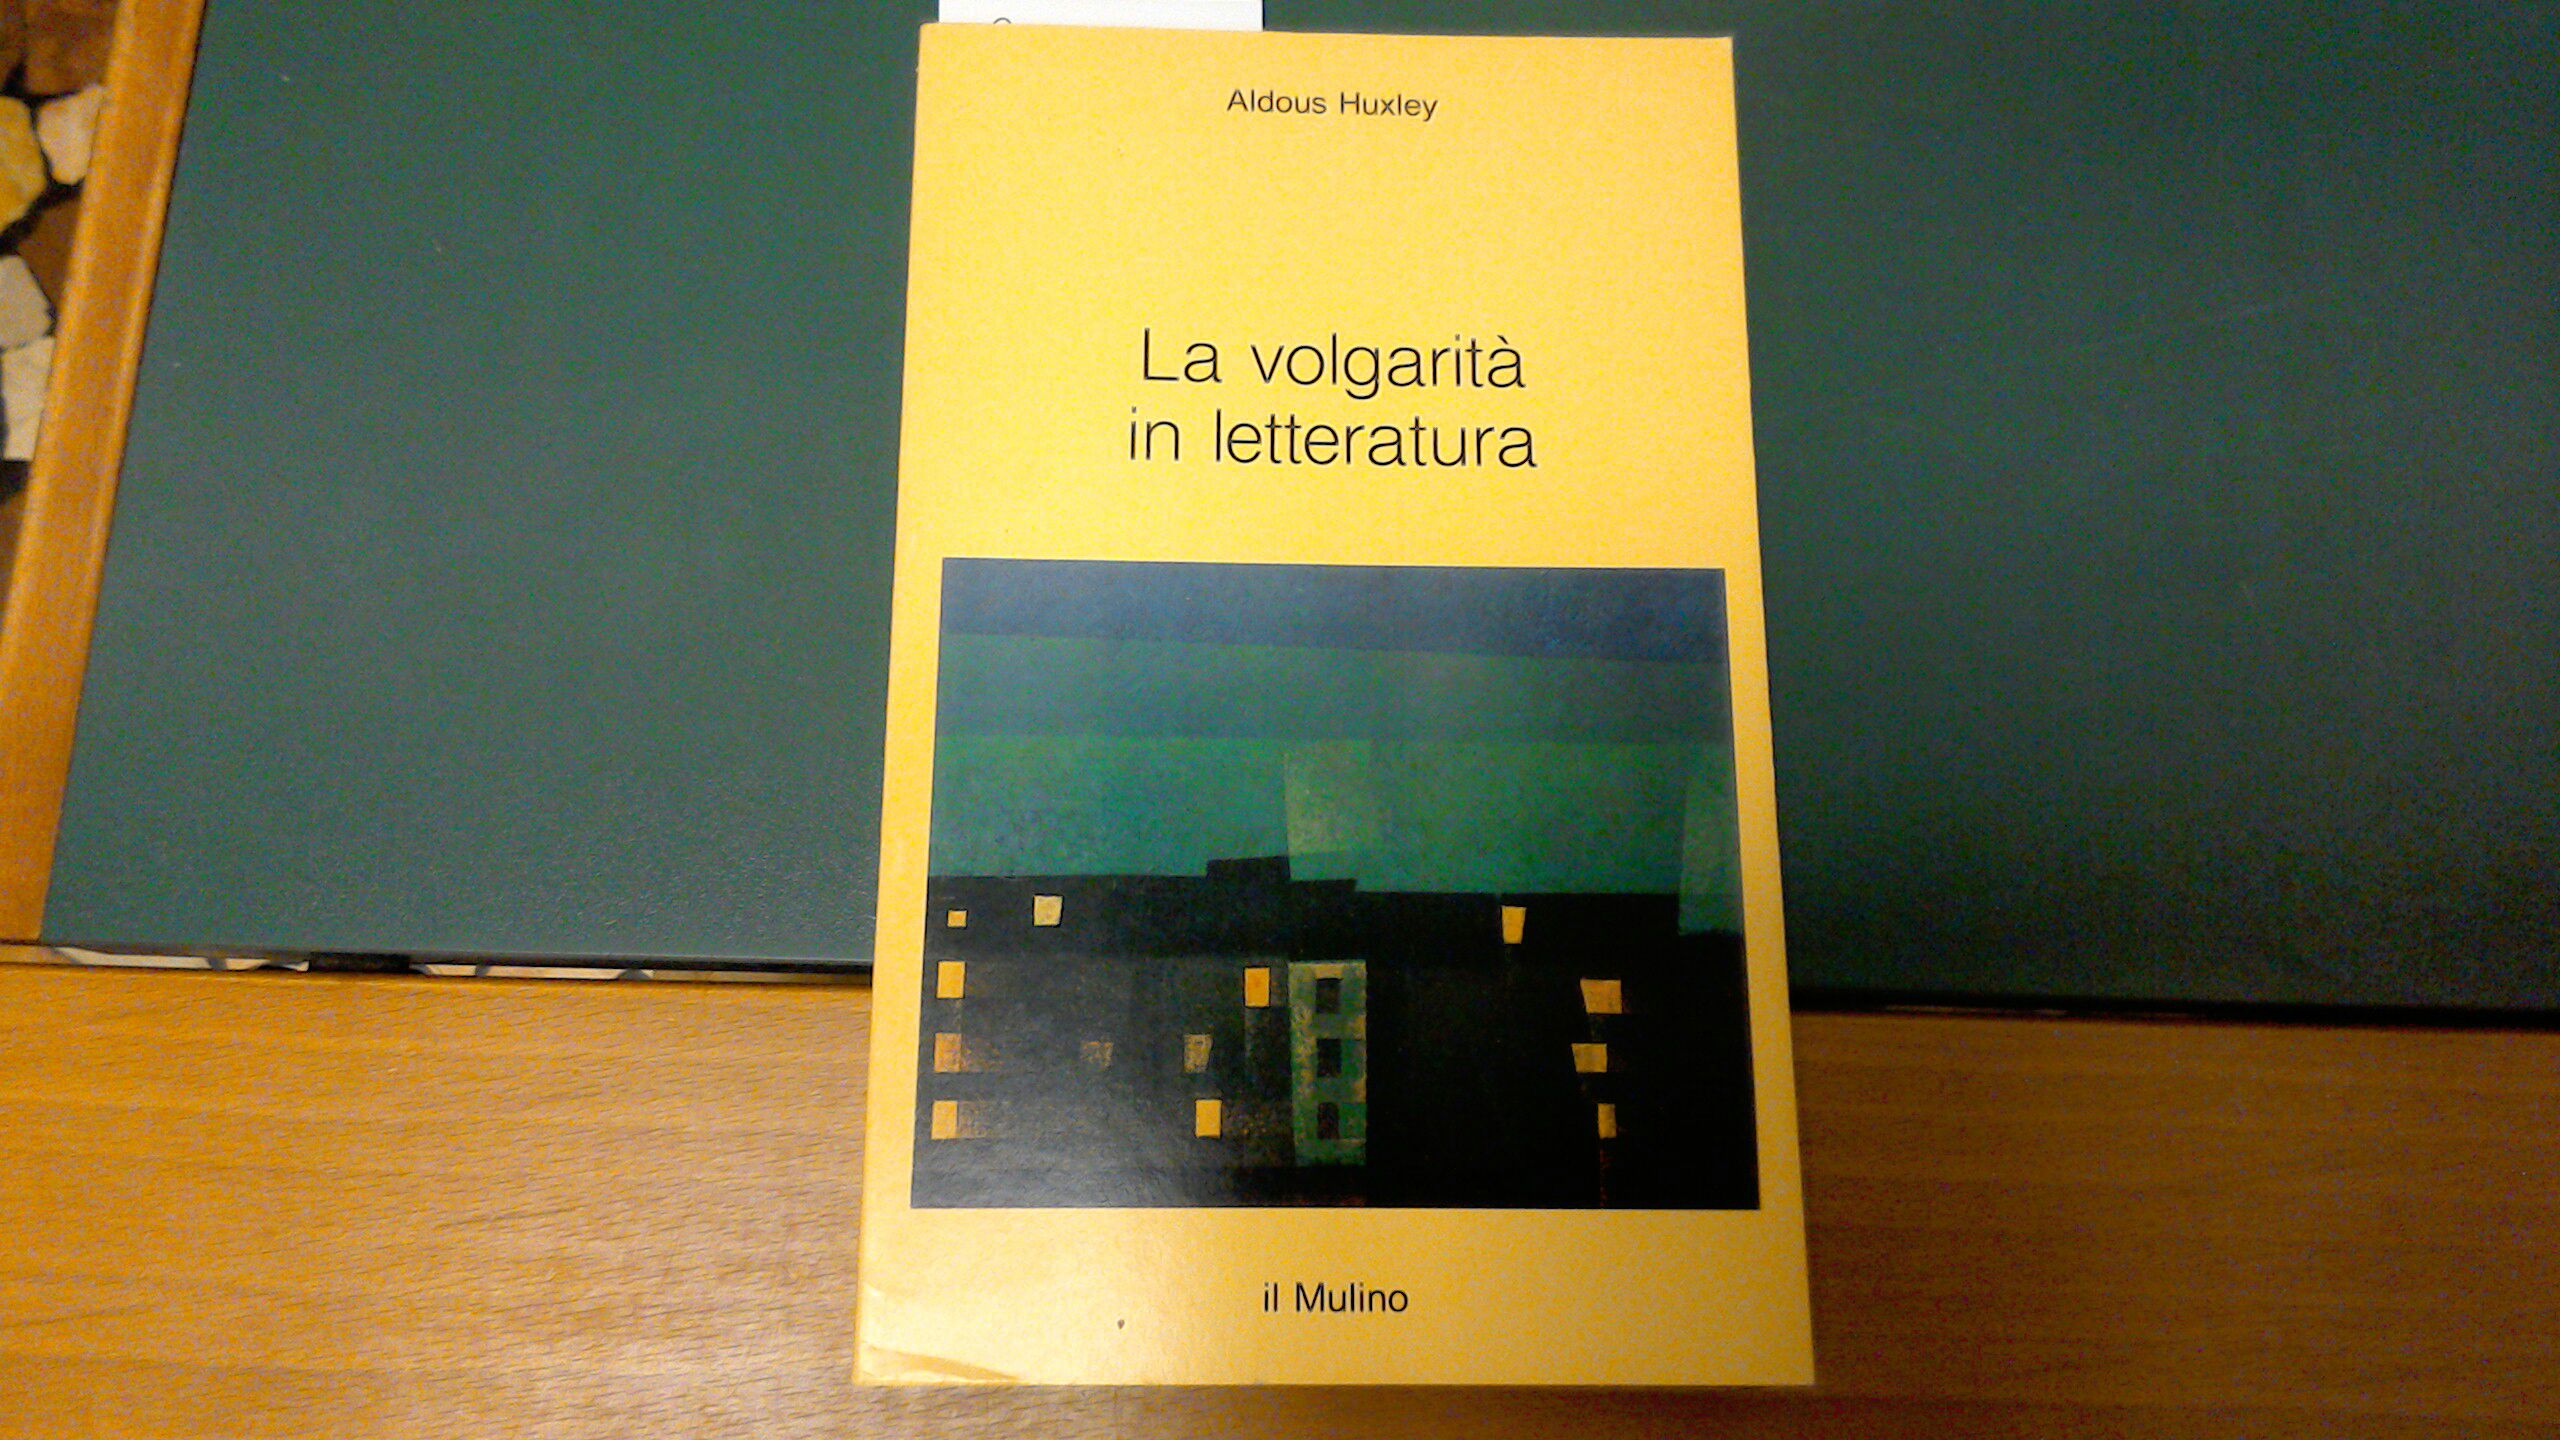 Aldous Huxley
La volgarità
in letteratura
il Mulino